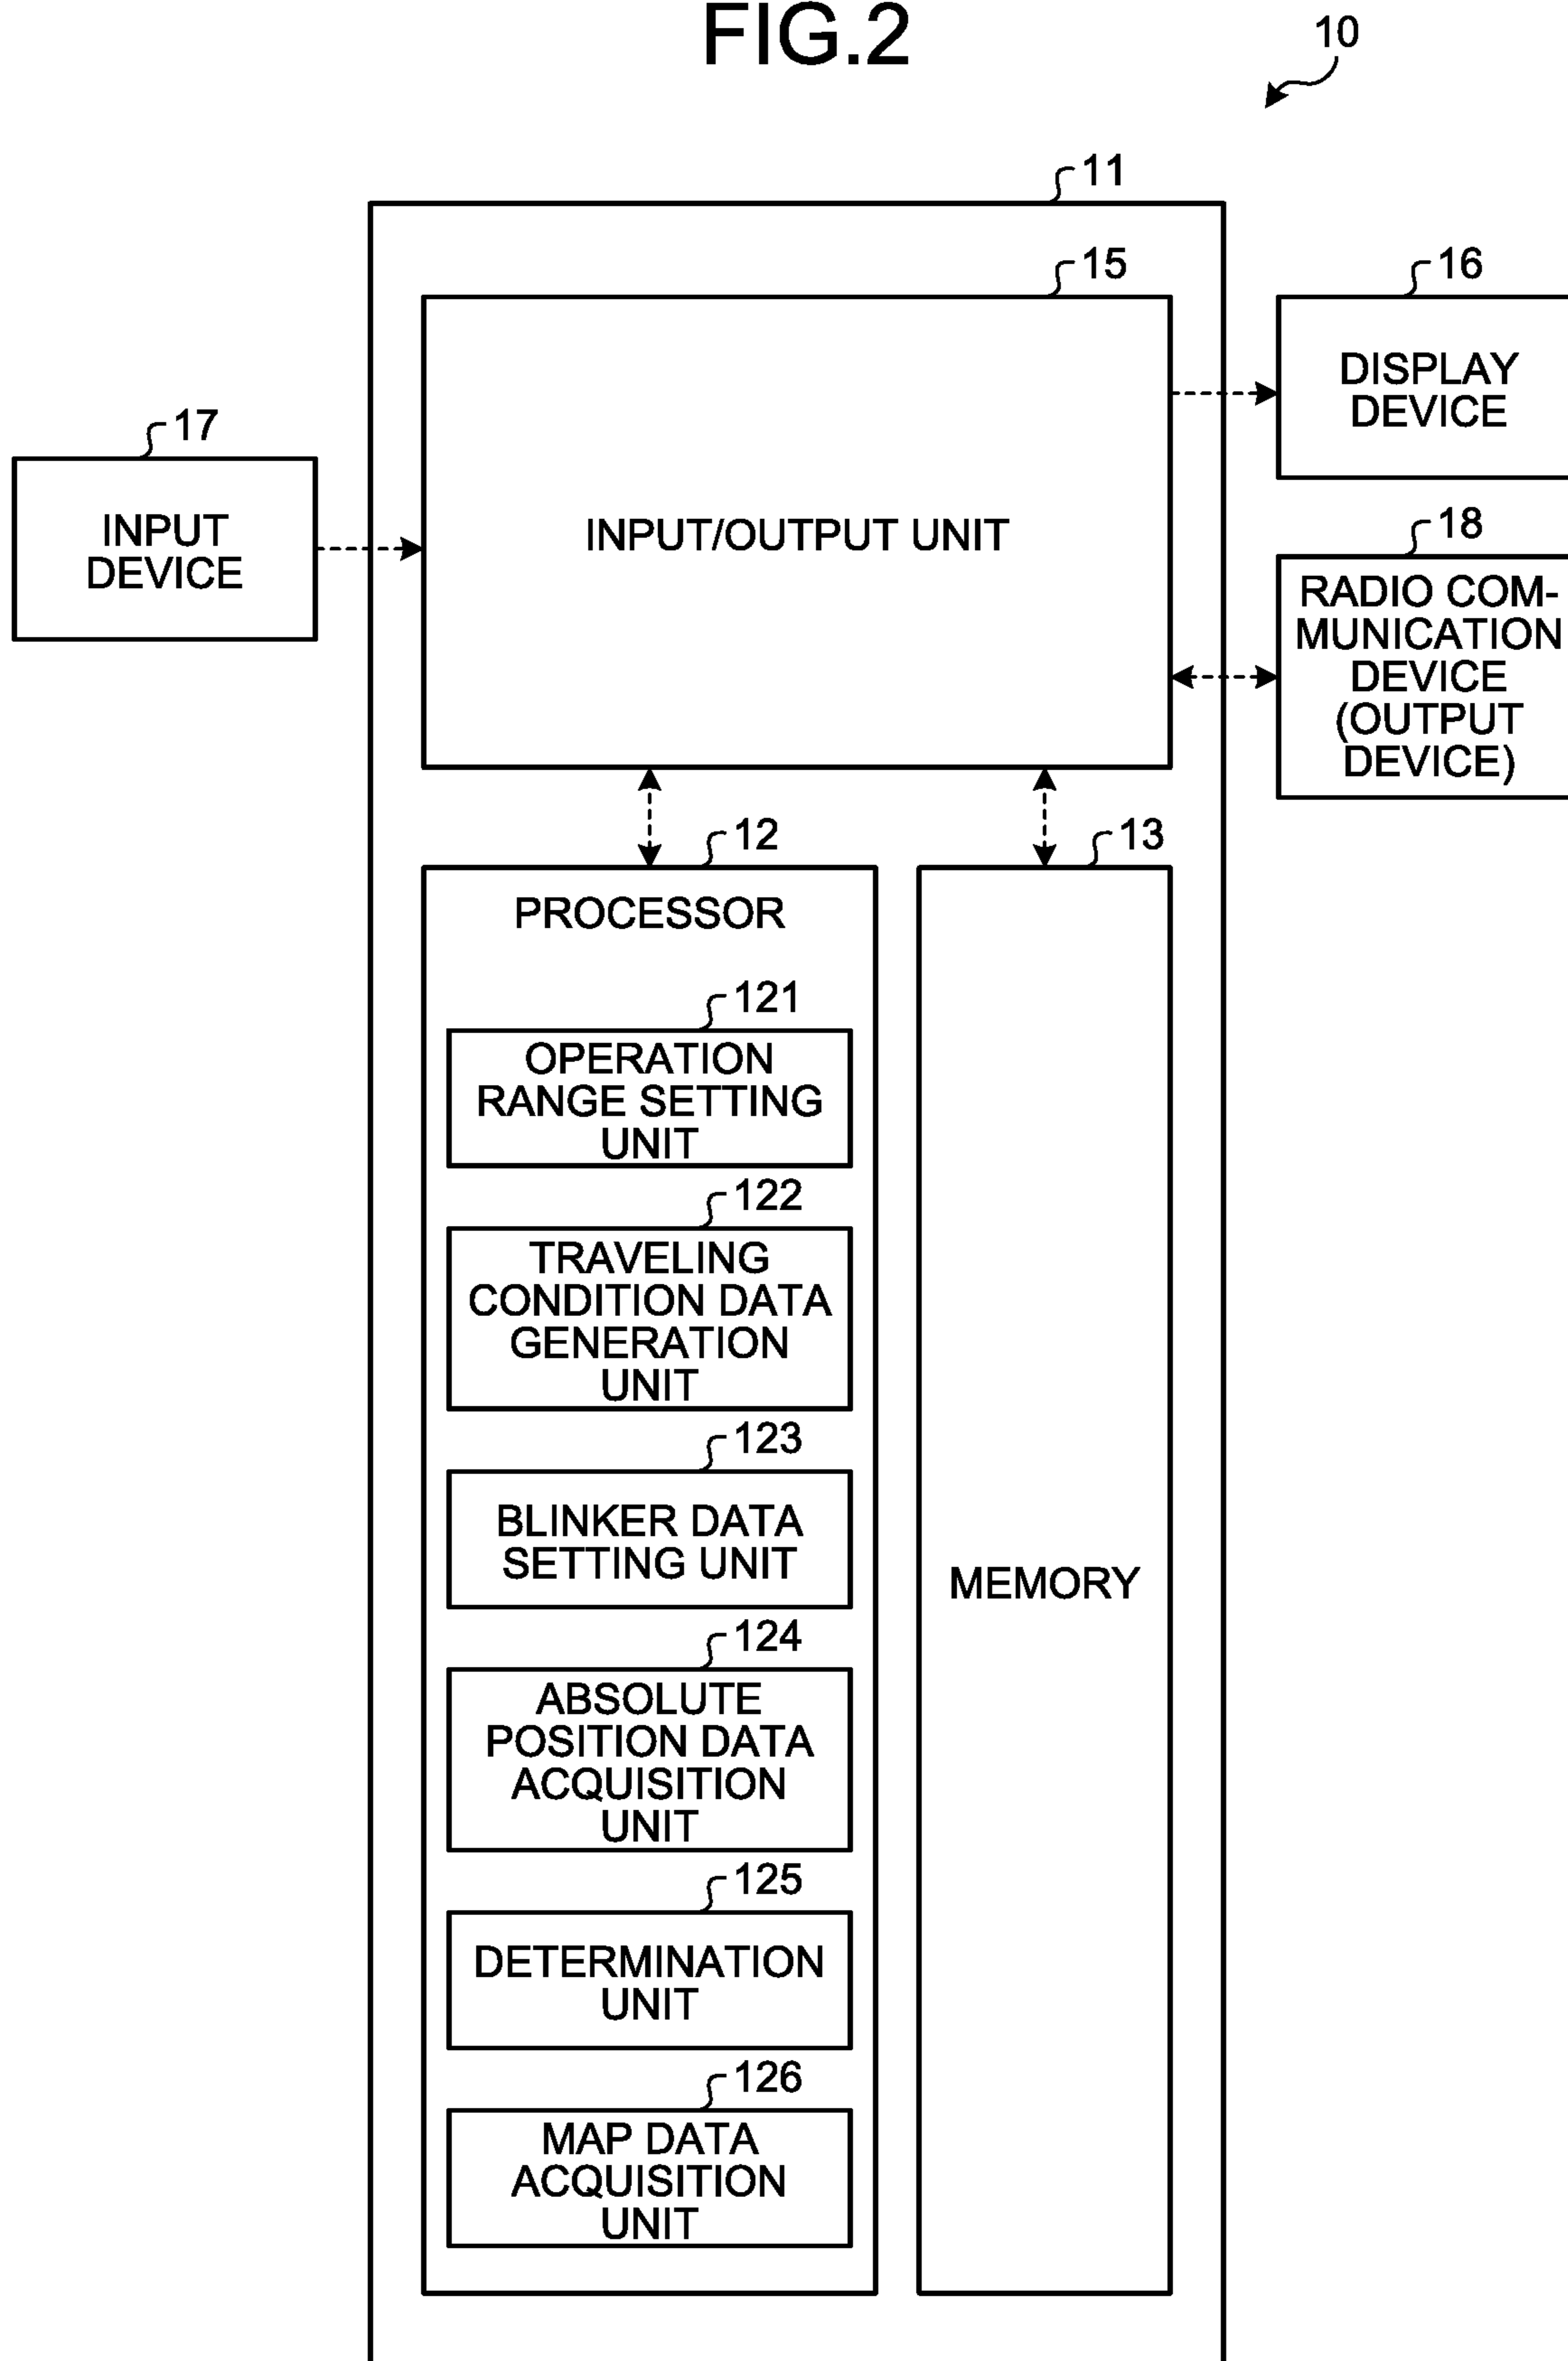 FIG.2
10
11
15
16
DISPLAY
DEVICE
17
INPUT
DEVICE
INPUT/OUTPUT UNIT
18
RADIO COM-
MUNICATION
DEVICE
(OUTPUT
DEVICE)
12
13
PROCESSOR
121
OPERATION
RANGE SETTING
UNIT
122
TRAVELING
CONDITION DATA
GENERATION
UNIT
123
BLINKER DATA
SETTING UNIT
MEMORY
124
ABSOLUTE
POSITION DATA
ACQUISITION
UNIT
125
DETERMINATION
UNIT
126
MAP DATA
ACQUISITION
UNIT